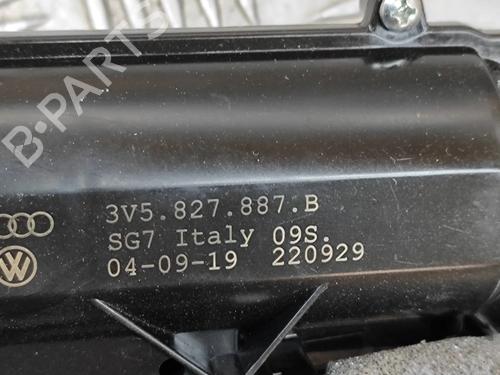 B-PARTS
3V5.827.887.B
SG7 Italy 09S.
04-09-19 220929